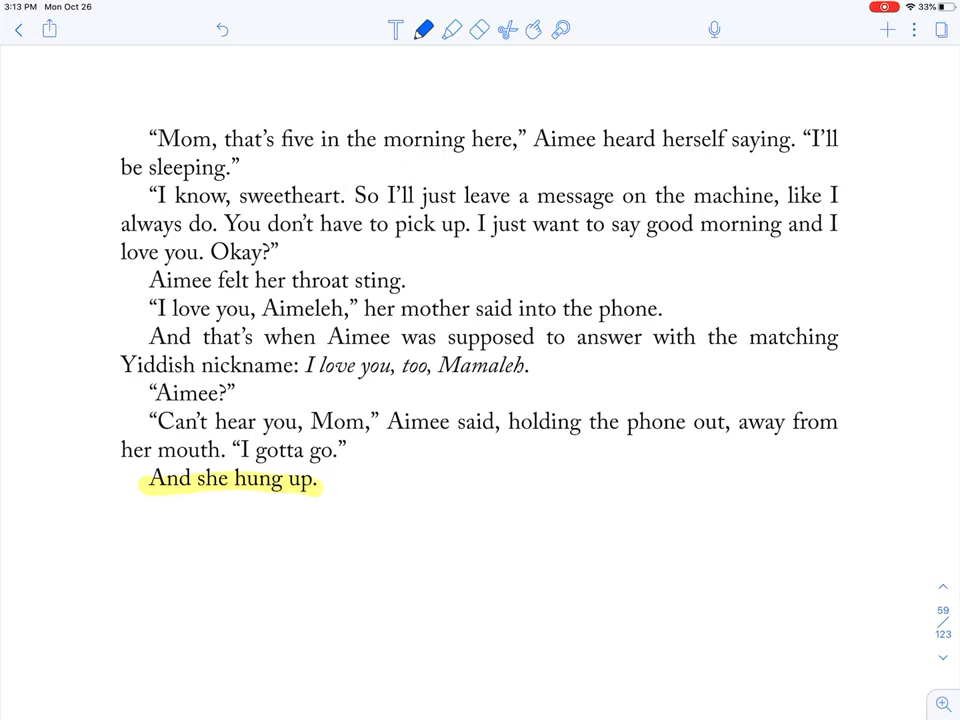 3:13 PM Mon Oct 26
33%
T
“Mom, that’s five in the morning here,” Aimee heard herself saying. “I’ll
be sleeping.”
“I know, sweetheart. So I’ll just leave a message on the machine, like I
always do. You don’t have to pick up. I just want to say good morning and I
love you. Okay?”
Aimee felt her throat sting.
“I love you, Aimeleh,” her mother said into the phone.
And that’s when Aimee was supposed to answer with the matching
Yiddish nickname: I love you, too, Mamaleh.
“Aimee?”
“Can’t hear you, Mom,” Aimee said, holding the phone out, away from
her mouth. “I gotta go.”
And she hung up.
59
/
123